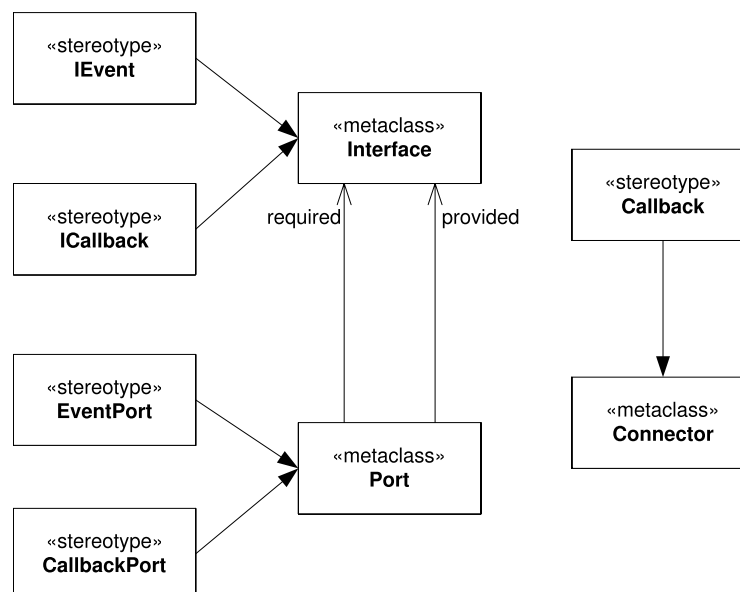 «stereotype»
IEvent
«metaclass»
Interface
«stereotype»
ICallback
required
provided
«stereotype»
Callback
«stereotype»
EventPort
«metaclass»
Port
«metaclass»
Connector
«stereotype»
CallbackPort